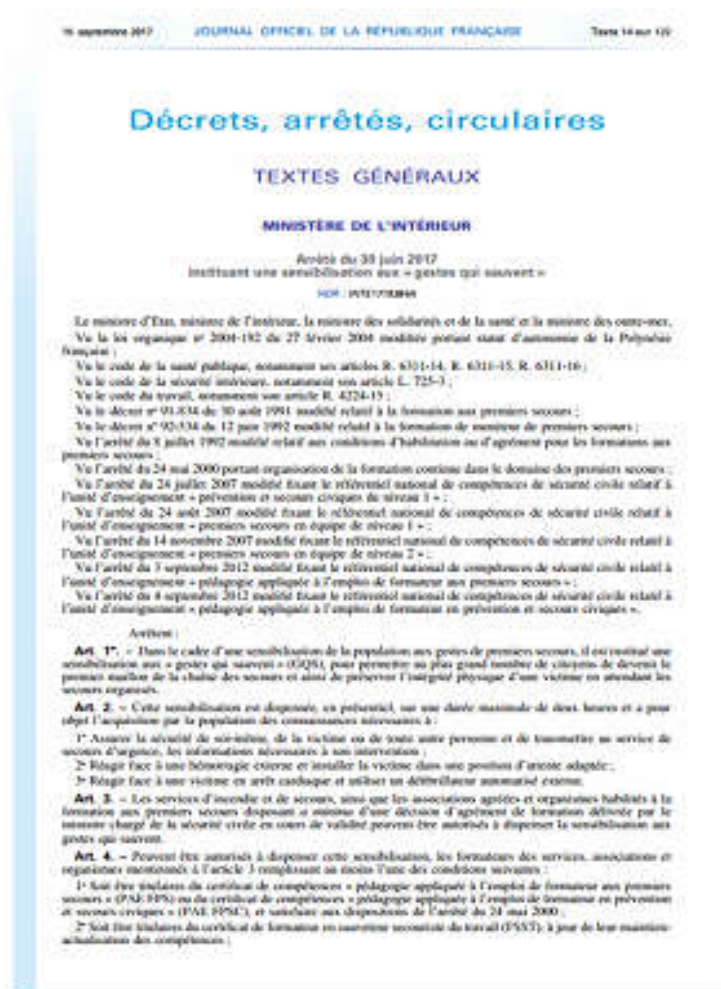 septembre 2017 JOURNAL OFFICIEL DE LA RÉPUBLIQUE FRANÇAISE Texte 14 sur 122
Décrets, arrêtés, circulaires
TEXTES GÉNÉRAUX
MINISTÈRE DE L'INTÉRIEUR
Arrêté du 30 juin 2017
instituant une sensibilisation aux « gestes qui sauvent »
NOR :
Le ministre d'Etat, ministre de l'intérieur, la ministre des solidarités et de la santé et la ministre des outre-mer,
Vu la loi organique n° 2004-192 du 27 février 2004 modifiée portant statut d'autonomie de la Polynésie
française ;
Vu le code de la santé publique, notamment ses articles R. 6311-14, R. 6311-15, R. 6311-16 ;
Vu le code de la sécurité intérieure, notamment son article L. 725-3 ;
Vu le code du travail, notamment son article R. 4224-15 ;
Vu le décret n° 91-834 du 30 août 1991 modifié relatif à la formation aux premiers secours ;
Vu le décret n° 92-514 du 12 juin 1992 modifié relatif à la formation de moniteur de premiers secours ;
Vu l'arrêté du 8 juillet 1992 modifié relatif aux conditions d'habilitation ou d'agrément pour les formations aux
premiers secours ;
Vu l'arrêté du 24 mai 2000 portant organisation de la formation continue dans le domaine des premiers secours ;
Vu l'arrêté du 24 juillet 2007 modifié fixant le référentiel national de compétences de sécurité civile relatif à
l'unité d'enseignement « prévention et secours civiques de niveau 1 » ;
Vu l'arrêté du 24 août 2007 modifié fixant le référentiel national de compétences de sécurité civile relatif à
l'unité d'enseignement « premiers secours en équipe de niveau 1 » ;
Vu l'arrêté du 14 novembre 2007 modifié fixant le référentiel national de compétences de sécurité civile relatif à
l'unité d'enseignement « premiers secours en équipe de niveau 2 » ;
Vu l'arrêté du 3 septembre 2012 modifié fixant le référentiel national de compétences de sécurité civile relatif à
l'unité d'enseignement « pédagogie appliquée à l'emploi de formateur aux premiers secours » ;
Vu l'arrêté du 4 septembre 2012 modifié fixant le référentiel national de compétences de sécurité civile relatif à
l'unité d'enseignement « pédagogie appliquée à l'emploi de formateur en prévention et secours civiques »,
Arrêtent :
Art. 1er. – Dans le cadre d'une sensibilisation de la population aux gestes de premiers secours, il est institué une
sensibilisation aux « gestes qui sauvent » (GQS), pour permettre au plus grand nombre de citoyens de devenir le
premier maillon de la chaîne des secours et ainsi de préserver l'intégrité physique d'une victime en attendant les
secours organisés.
Art. 2. – Cette sensibilisation est dispensée, en présentiel, sur une durée maximale de deux heures et a pour
objet l'acquisition par la population des connaissances nécessaires à :
1° Assurer la sécurité de soi-même, de la victime ou de toute autre personne et de transmettre au service de
secours d'urgence, les informations nécessaires à son intervention ;
2° Réagir face à une hémorragie externe et installer la victime dans une position d'attente adaptée ;
3° Réagir face à une victime en arrêt cardiaque et utiliser un défibrillateur automatisé externe.
Art. 3. – Les services d'incendie et de secours, ainsi que les associations agréées et organismes habilités à la
formation aux premiers secours disposant a minima d'une décision d'agrément de formation délivrée par le
ministre chargé de la sécurité civile en cours de validité peuvent être autorisés à dispenser la sensibilisation aux
gestes qui sauvent.
Art. 4. – Peuvent être autorisés à dispenser cette sensibilisation, les formateurs des services, associations et
organismes mentionnés à l'article 3 remplissant au moins l'une des conditions suivantes :
1° Soit être titulaires du certificat de compétences « pédagogie appliquée à l'emploi de formateur aux premiers
secours » (PAE FPS) ou du certificat de compétences « pédagogie appliquée à l'emploi de formateur en prévention
et secours civiques » (PAE FPSC), et satisfaire aux dispositions de l'arrêté du 24 mai 2000 ;
2° Soit être titulaires du certificat de formateur en sauveteur secouriste du travail (FSST), à jour de leur maintien-
actualisation des compétences ;